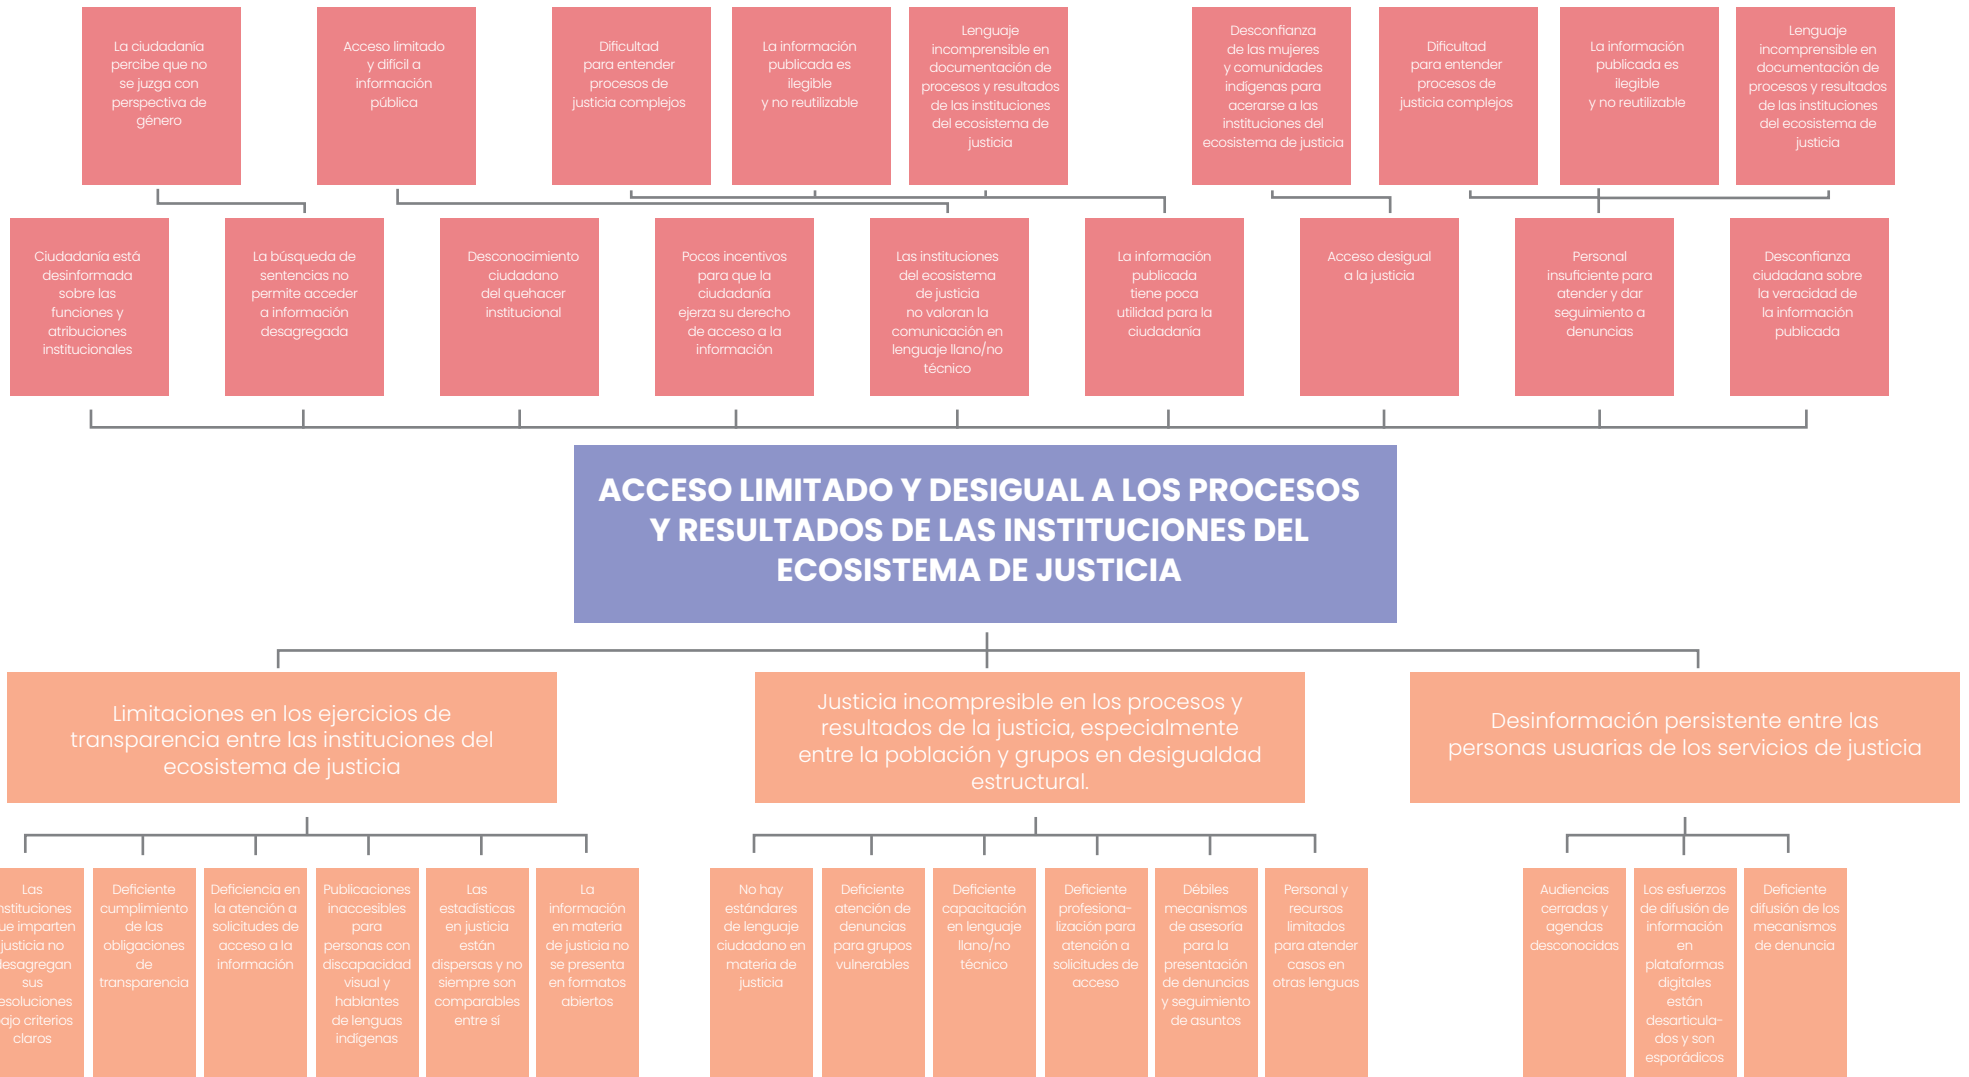 La ciudadanía
percibe que no
se juzga con
perspectiva de
género
Acceso limitado
y difícil a
información
pública
Dificultad
para entender
procesos de
justicia complejos
La información
publicada es
ilegible
y no reutilizable
Lenguaje
incomprensible en
documentación de
procesos y resultados
de las instituciones
del ecosistema de
justicia
Desconfianza
de las mujeres
y comunidades
indígenas para
acerarse a las
instituciones del
ecosistema de justicia
Dificultad
para entender
procesos de
justicia complejos
La información
publicada es
ilegible
y no reutilizable
Lenguaje
incomprensible en
documentación de
procesos y resultados
de las instituciones
del ecosistema de
justicia
Ciudadanía está
desinformada
sobre las
funciones y
atribuciones
institucionales
La búsqueda de
sentencias no
permite acceder
a información
desagregada
Desconocimiento
ciudadano
del quehacer
institucional
Pocos incentivos
para que la
ciudadanía
ejerza su derecho
de acceso a la
información
Las instituciones
del ecosistema
de justicia
no valoran la
comunicación en
lenguaje llano/no
técnico
La información
publicada
tiene poca
utilidad para la
ciudadanía
Acceso desigual
a la justicia
Personal
insuficiente para
atender y dar
seguimiento a
denuncias
Desconfianza
ciudadana sobre
la veracidad de
la información
publicada
ACCESO LIMITADO Y DESIGUAL A LOS PROCESOS
Y RESULTADOS DE LAS INSTITUCIONES DEL
ECOSISTEMA DE JUSTICIA
Limitaciones en los ejercicios de
transparencia entre las instituciones del
ecosistema de justicia
Justicia incompresible en los procesos y
resultados de la justicia, especialmente
entre la población y grupos en desigualdad
estructural.
Desinformación persistente entre las
personas usuarias de los servicios de justicia
Las
nstituciones
ue imparten
justicia no
desagregan
sus
esoluciones
ajo criterios
claros
Deficiente
cumplimiento
de las
obligaciones
de
transparencia
Deficiencia en
la atención a
solicitudes de
acceso a la
información
Publicaciones
inaccesibles
para
personas con
discapacidad
visual y
hablantes
de lenguas
indígenas
Las
estadísticas
en justicia
están
dispersas y no
siempre son
comparables
entre sí
La
información
en materia
de justicia no
se presenta
en formatos
abiertos
No hay
estándares
de lenguaje
ciudadano en
materia de
justicia
Deficiente
atención de
denuncias
para grupos
vulnerables
Deficiente
capacitación
en lenguaje
llano/no
técnico
Deficiente
profesiona-
lización para
atención a
solicitudes de
acceso
Débiles
mecanismos
de asesoría
para la
presentación
de denuncias
y seguimiento
de asuntos
Personal y
recursos
limitados
para atender
casos en
otras lenguas
Audiencias
cerradas y
agendas
desconocidas
Los esfuerzos
de difusión de
información
en
plataformas
digitales
están
desarticula-
dos y son
esporádicos
Deficiente
difusión de los
mecanismos
de denuncia